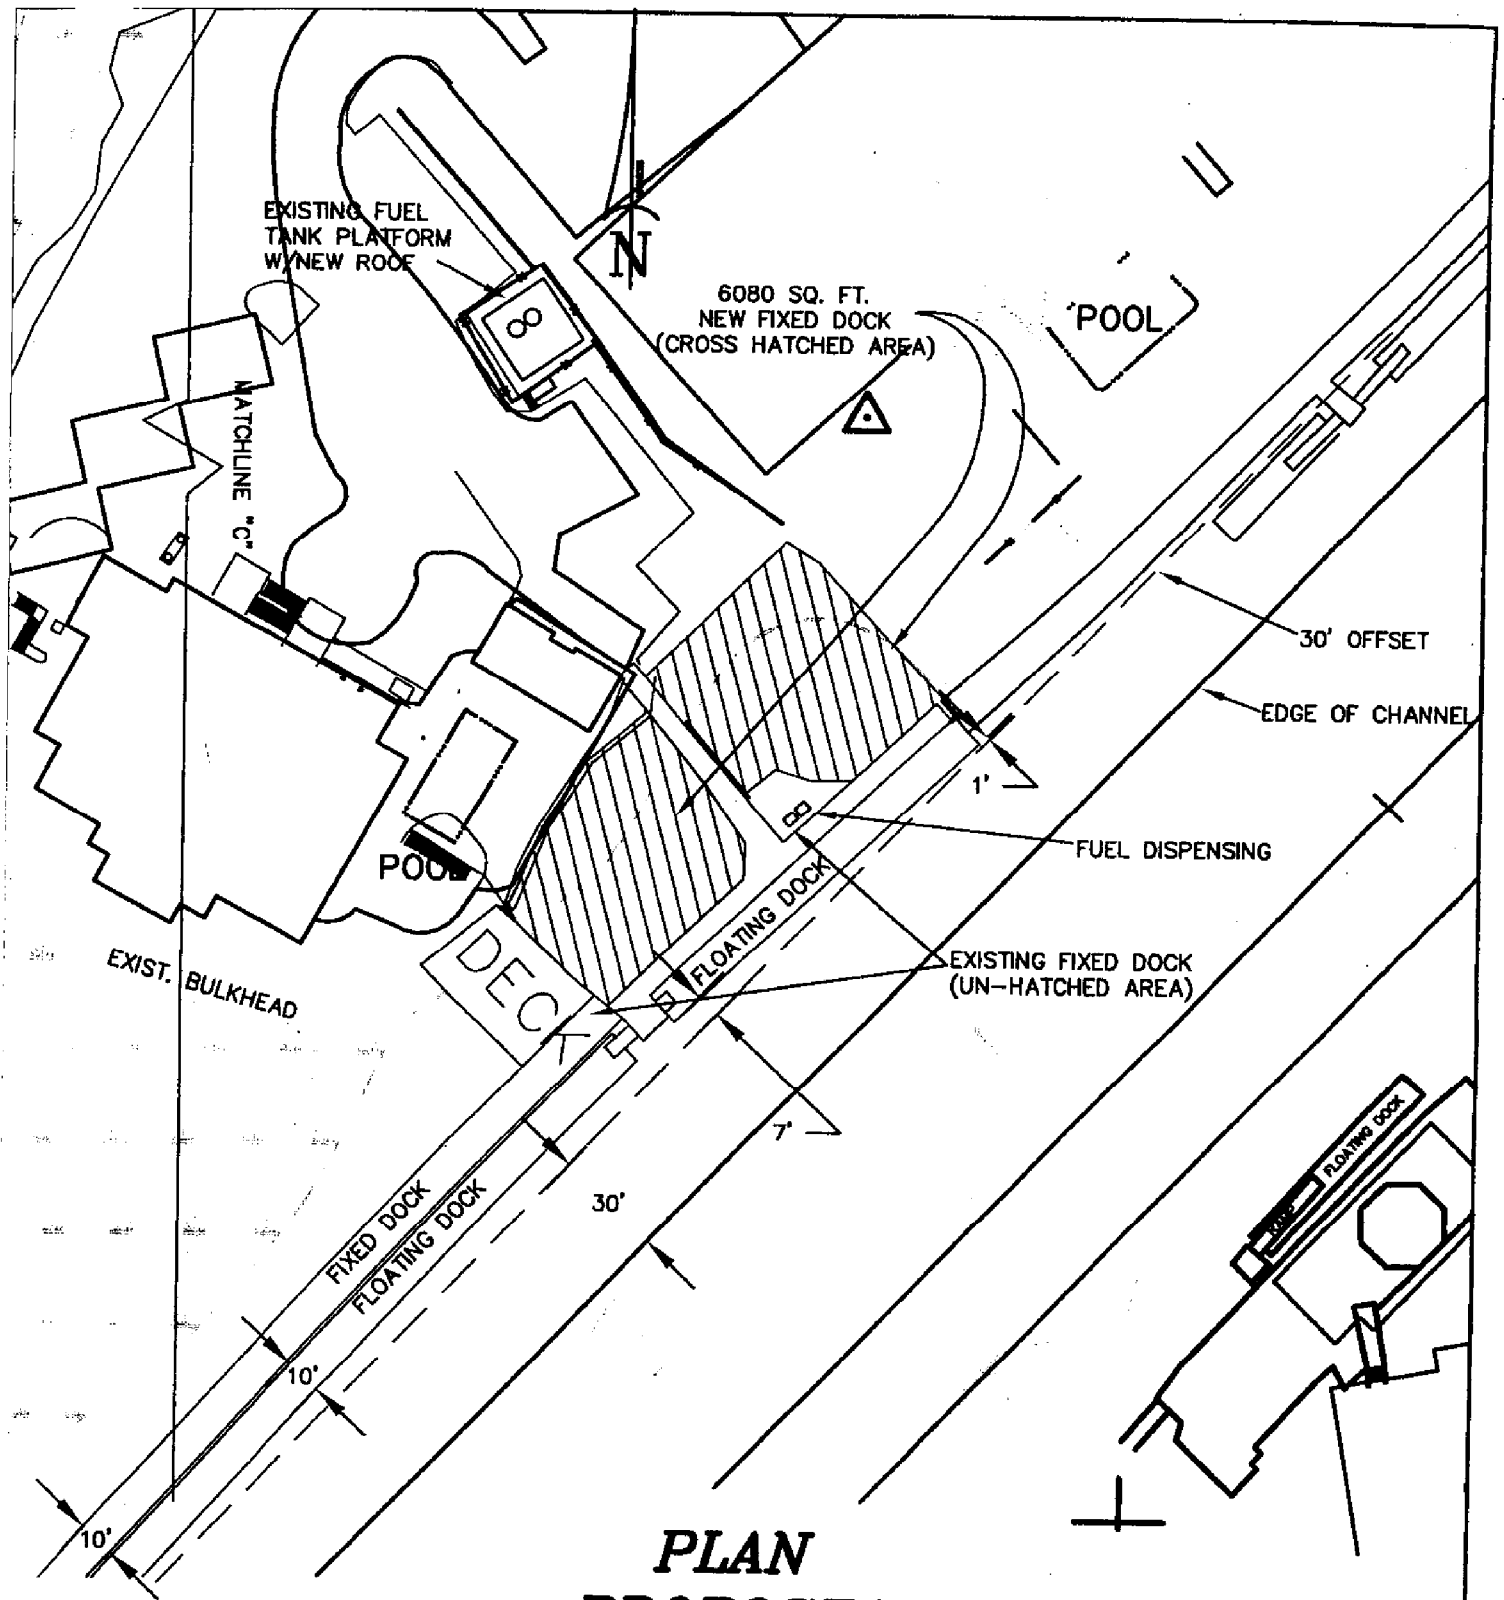 EXISTING FUEL
TANK PLATFORM
W/NEW ROOF
N
6080 SQ. FT.
NEW FIXED DOCK
(CROSS HATCHED AREA)
POOL
MATCHLINE "C"
30' OFFSET
EDGE OF CHANNEL
1'
FUEL DISPENSING
POOL
FLOATING DOCK
DECK
EXISTING FIXED DOCK
(UN-HATCHED AREA)
EXIST. BULKHEAD
7'
FLOATING DOCK
30'
FIXED DOCK
FLOATING DOCK
10'
10'
PLAN